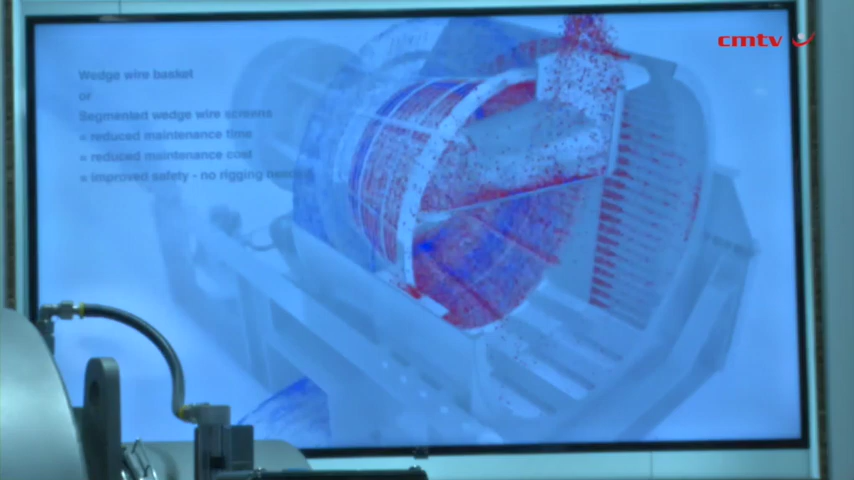 cmtv
Wedge wire basket
or
Segmented wedge wire screens
= reduced maintenance time
= reduced maintenance cost
= improved safety - no rigging